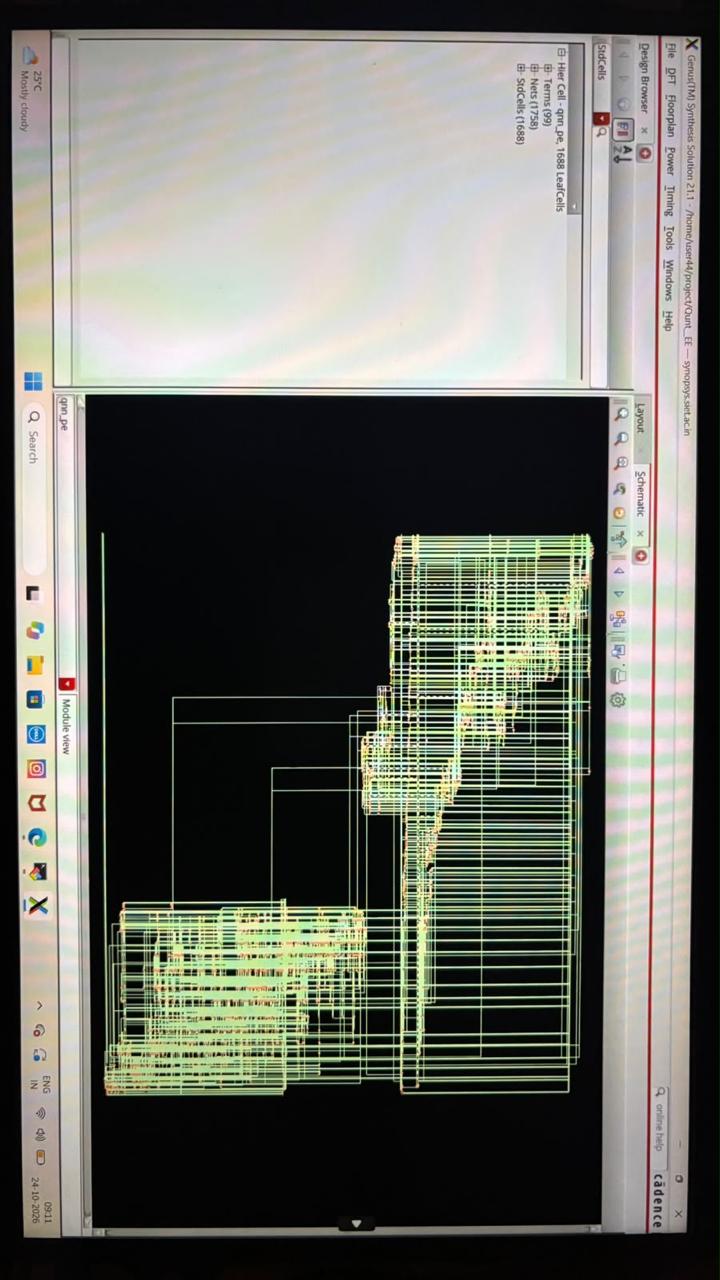 Genus(TM) Synthesis Solution 21.1 - /home/user44/project/Qunt_EE — synopsys.siet.ac.in
File DFT Floorplan Power Timing Tools Windows Help
online help
cādence
Design Browser
StdCells
Hier Cell - qnn_pe, 1688 LeafCells
Terms (99)
Nets (1758)
StdCells (1688)
Layout
Schematic
qnn_pe
Module view
25°C
Mostly cloudy
Search
ENG
IN
09:11
24-10-2026